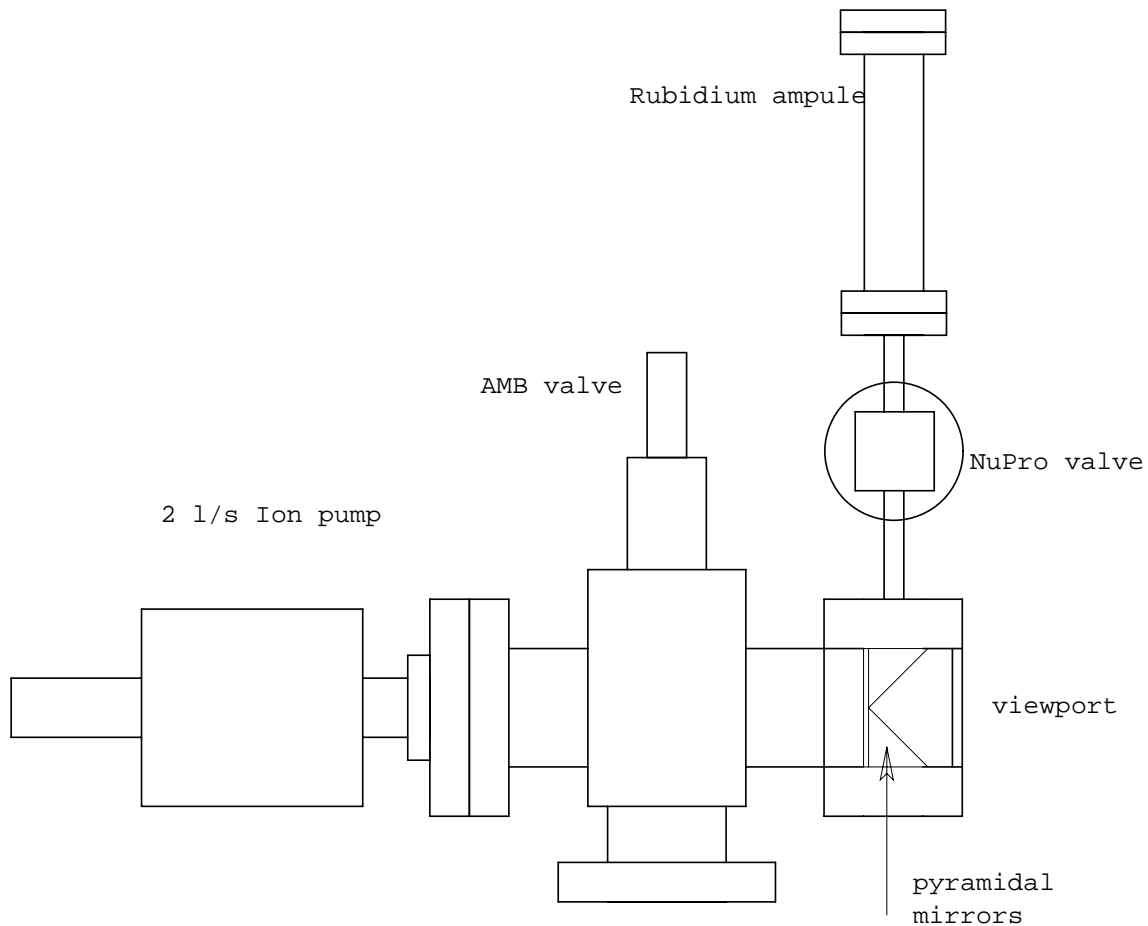 Rubidium ampule
AMB valve
NuPro valve
2 l/s Ion pump
viewport
pyramidal
mirrors